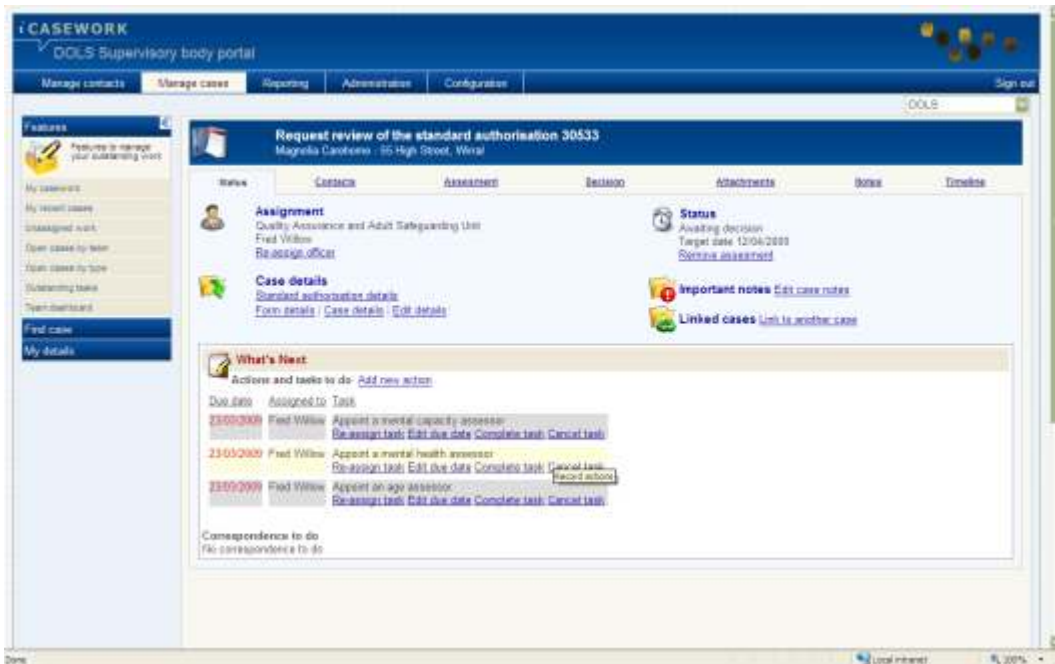 iCASEWORK
DOLS Supervisory body portal
Manage contacts Manage cases Reporting Administration Configuration Sign out
DOLS
Features
Features to manage
your outstanding work
My casework
My recent cases
Unassigned work
Open cases by team
Open cases by type
Outstanding tasks
Team dashboard
Find case
My details
Request review of the standard authorisation 30533
Magnolia Carehome - 55 High Street, Wirral
Status Contacts Assessment Decision Attachments Notes Timeline
Assignment
Quality Assurance and Adult Safeguarding Unit
Fred Willow
Re-assign officer
Status
Awaiting decision
Target date 12/04/2009
Remove assessment
Case details
Standard authorisation details
Form details | Case details | Edit details
Important notes Edit case notes
Linked cases Link to another case
What's Next
Actions and tasks to do- Add new action
Due date Assigned to Task
23/03/2009 Fred Willow Appoint a mental capacity assessor
Re-assign task Edit due date Complete task Cancel task
23/03/2009 Fred Willow Appoint a mental health assessor
Re-assign task Edit due date Complete task Cancel task
Record actions
23/03/2009 Fred Willow Appoint an age assessor
Re-assign task Edit due date Complete task Cancel task
Correspondence to do
No correspondence to do
Done Local intranet 100%